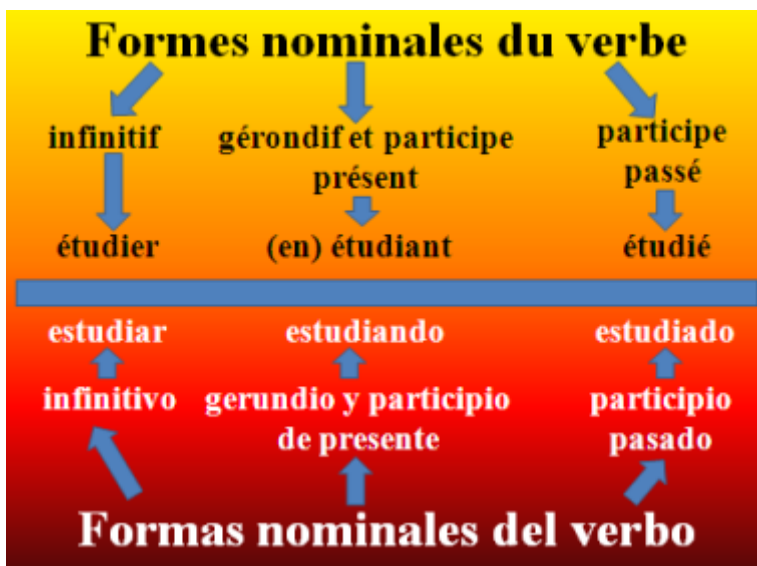 Formes nominales du verbe
infinitif
gérondif et participe
présent
participe
passé
étudier
(en) étudiant
étudié
estudiar
estudiando
estudiado
infinitivo
gerundio y participio
de presente
participio
pasado
Formas nominales del verbo